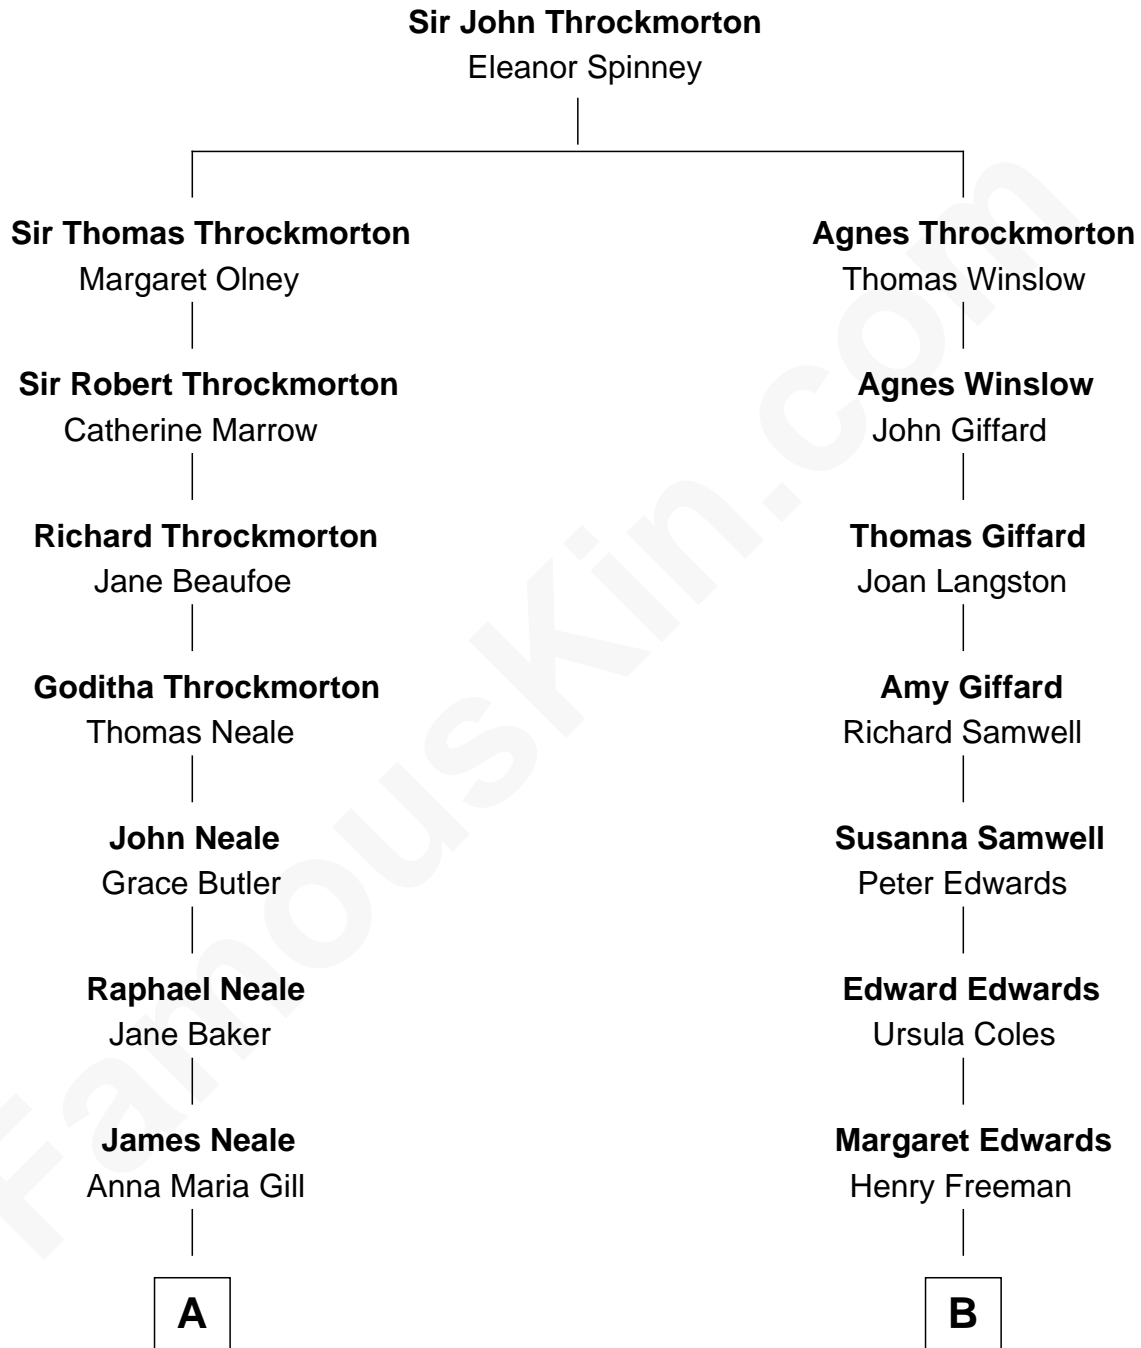 Sir John Throckmorton
Eleanor Spinney
Sir Thomas Throckmorton
Margaret Olney
Sir Robert Throckmorton
Catherine Marrow
Richard Throckmorton
Jane Beaufoe
Goditha Throckmorton
Thomas Neale
John Neale
Grace Butler
Raphael Neale
Jane Baker
James Neale
Anna Maria Gill
A
Agnes Throckmorton
Thomas Winslow
Agnes Winslow
John Giffard
Thomas Giffard
Joan Langston
Amy Giffard
Richard Samwell
Susanna Samwell
Peter Edwards
Edward Edwards
Ursula Coles
Margaret Edwards
Henry Freeman
B
FamousKin.com